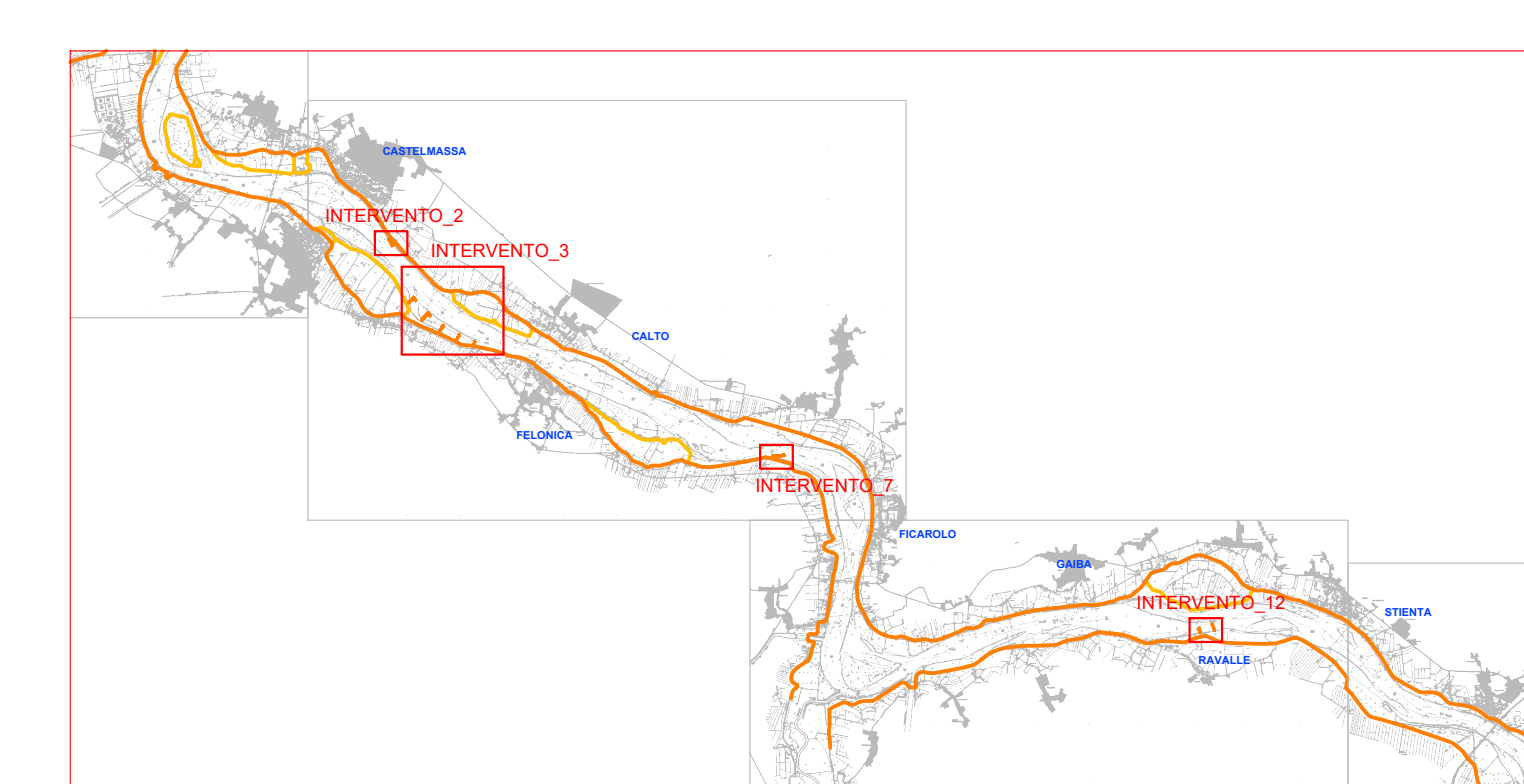 CASTELMASSA
INTERVENTO_2
INTERVENTO_3
CALTO
FELONICA
INTERVENTO_7
FICAROLO
GAIBA
INTERVENTO_12
STIENTA
RAVALLE